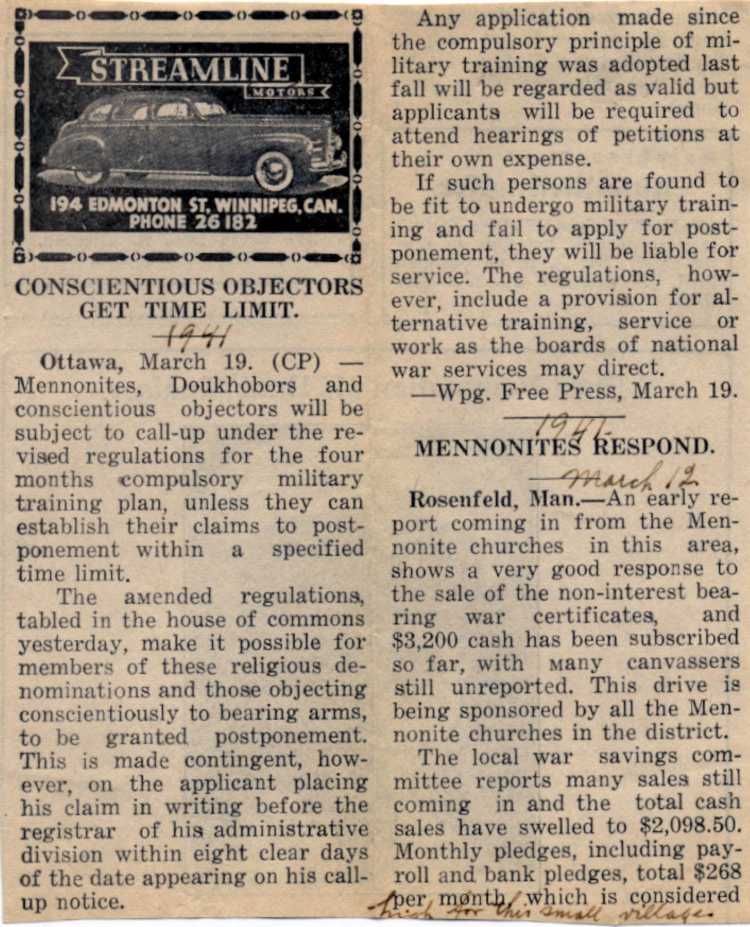 STREAMLINE
MOTORS
194 EDMONTON ST, WINNIPEG, CAN.
PHONE 26 182
CONSCIENTIOUS OBJECTORS
GET TIME LIMIT.
1941
Ottawa, March 19. (CP) —
Mennonites, Doukhobors and
conscientious objectors will be
subject to call-up under the re-
vised regulations for the four
months compulsory military
training plan, unless they can
establish their claims to post-
ponement within a specified
time limit.
The amended regulations,
tabled in the house of commons
yesterday, make it possible for
members of these religious de-
nominations and those objecting
conscientiously to bearing arms,
to be granted postponement.
This is made contingent, how-
ever, on the applicant placing
his claim in writing before the
registrar of his administrative
division within eight clear days
of the date appearing on his call-
up notice.
Any application made since
the compulsory principle of mi-
litary training was adopted last
fall will be regarded as valid but
applicants will be required to
attend hearings of petitions at
their own expense.
If such persons are found to
be fit to undergo military train-
ing and fail to apply for post-
ponement, they will be liable for
service. The regulations, how-
ever, include a provision for al-
ternative training, service or
work as the boards of national
war services may direct.
—Wpg. Free Press, March 19.
1941.
MENNONITES RESPOND.
March 12
Rosenfeld, Man.—An early re-
port coming in from the Men-
nonite churches in this area,
shows a very good response to
the sale of the non-interest bea-
ring war certificates, and
$3,200 cash has been subscribed
so far, with many canvassers
still unreported. This drive is
being sponsored by all the Men-
nonite churches in the district.
The local war savings com-
mittee reports many sales still
coming in and the total cash
sales have swelled to $2,098.50.
Monthly pledges, including pay-
roll and bank pledges, total $268
per month, which is considered
high for this small village.